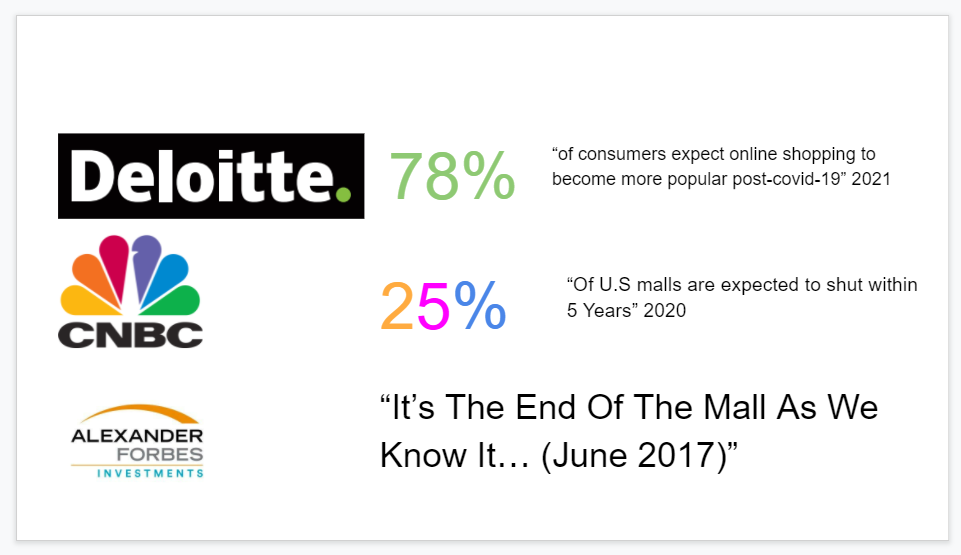 Deloitte.
78%
“of consumers expect online shopping to
become more popular post-covid-19” 2021
CNBC
25%
“Of U.S malls are expected to shut within
5 Years” 2020
ALEXANDER
FORBES
INVESTMENTS
“It’s The End Of The Mall As We
Know It… (June 2017)”